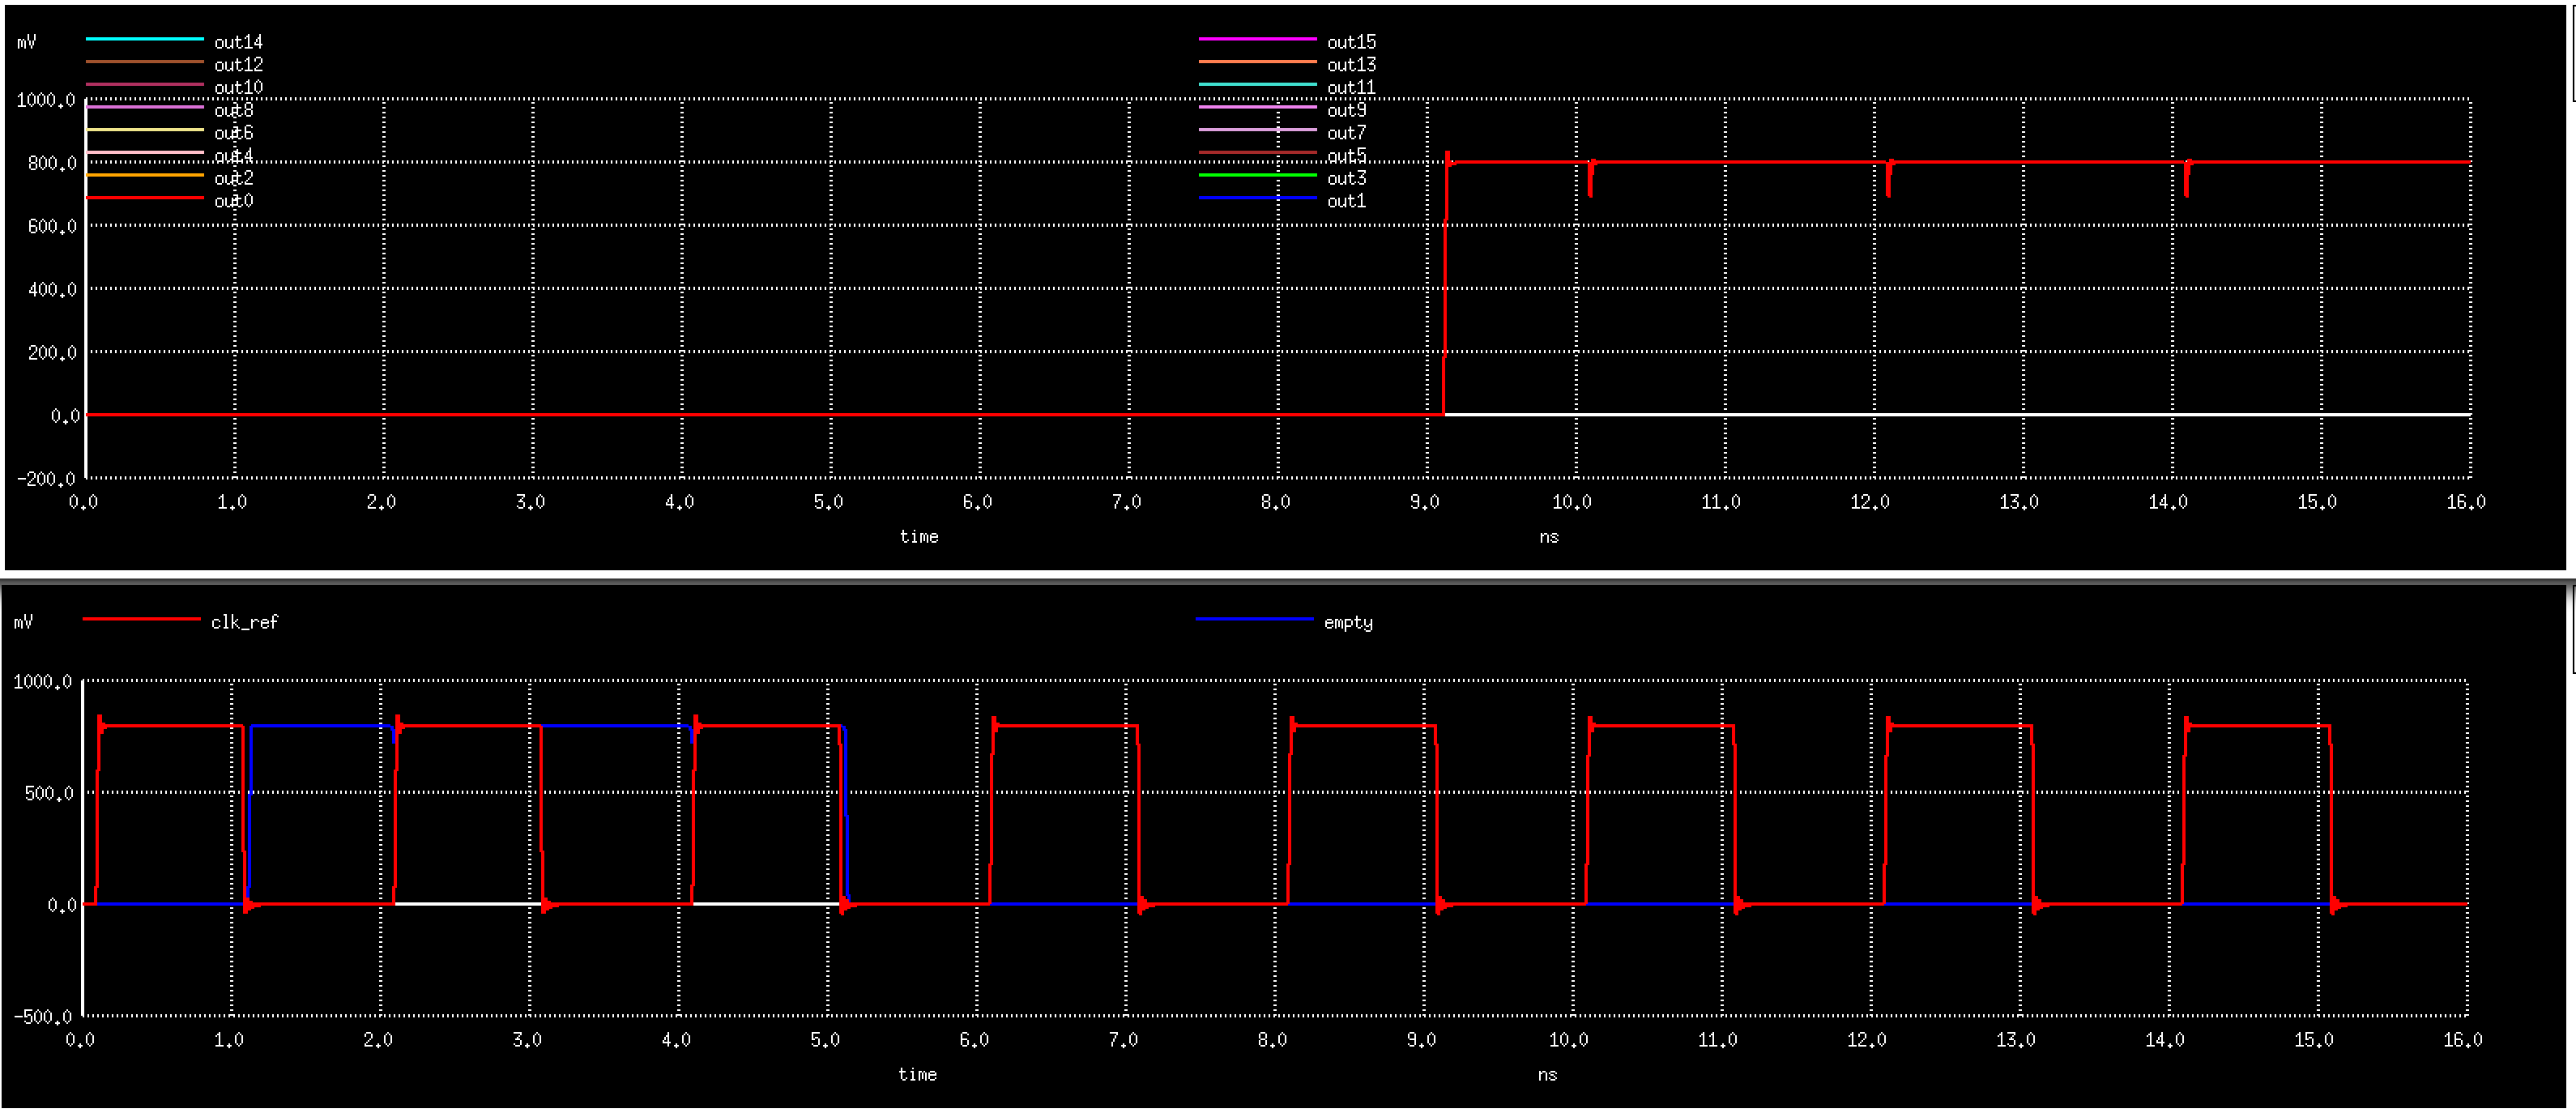 mV out14 out15
out12 out13
out10 out11
1000.0 out8 out9
out6 out7
800.0 out4 out5
out2 out3
out0 out1
600.0
400.0
200.0
0.0
-200.0
0.0 1.0 2.0 3.0 4.0 5.0 6.0 7.0 8.0 9.0 10.0 11.0 12.0 13.0 14.0 15.0 16.0
time ns
mV clk_ref empty
1000.0
500.0
0.0
-500.0
0.0 1.0 2.0 3.0 4.0 5.0 6.0 7.0 8.0 9.0 10.0 11.0 12.0 13.0 14.0 15.0 16.0
time ns